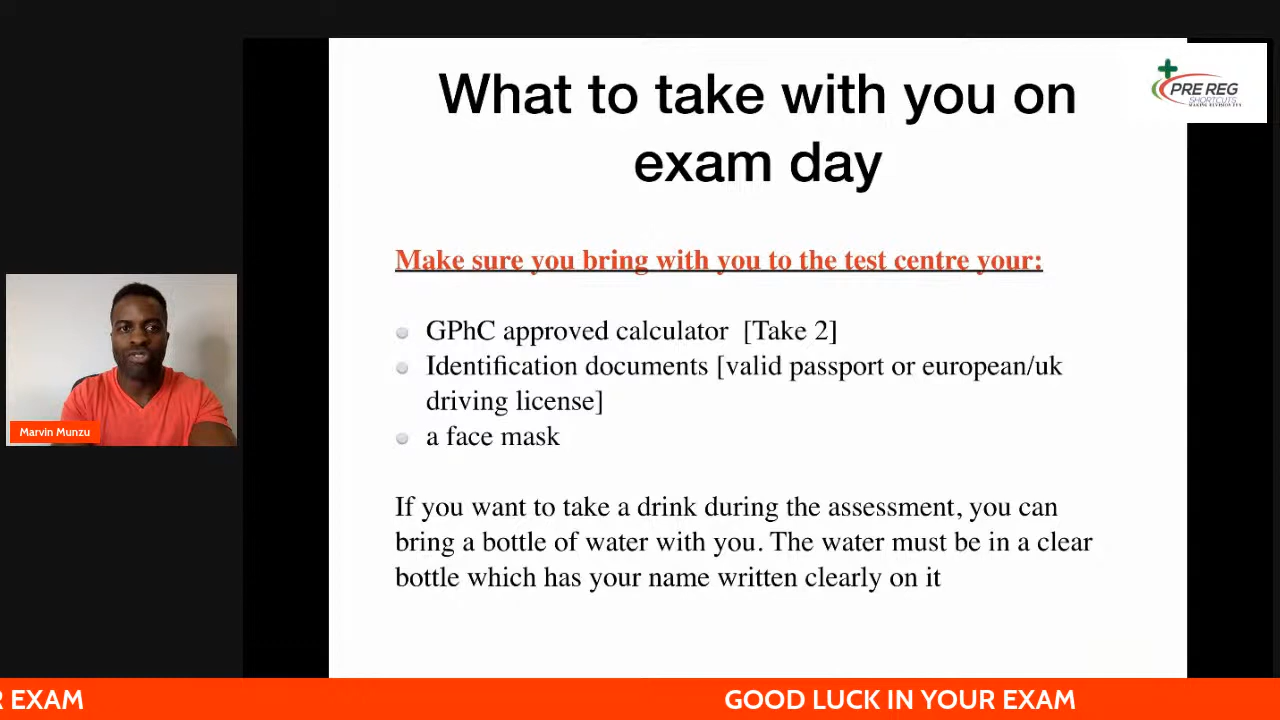 What to take with you on
exam day
PRE REG
SHORTCUTS
Make sure you bring with you to the test centre your:
GPhC approved calculator [Take 2]
Identification documents [valid passport or european/uk
driving license]
a face mask
If you want to take a drink during the assessment, you can
bring a bottle of water with you. The water must be in a clear
bottle which has your name written clearly on it
Marvin Munzu
R EXAM
GOOD LUCK IN YOUR EXAM